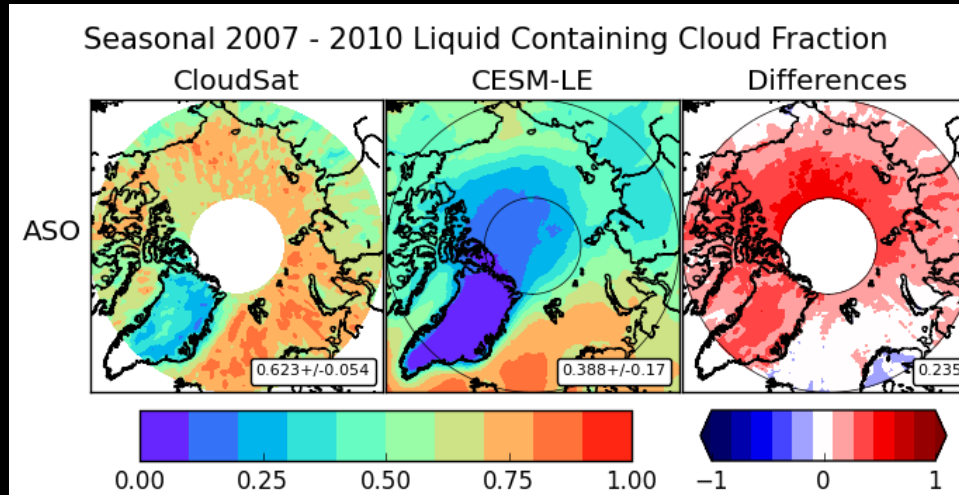 Seasonal 2007 - 2010 Liquid Containing Cloud Fraction
CloudSat CESM-LE Differences
ASO
0.623+/-0.054 0.388+/-0.17 0.235
0.00 0.25 0.50 0.75 1.00 −1 0 1